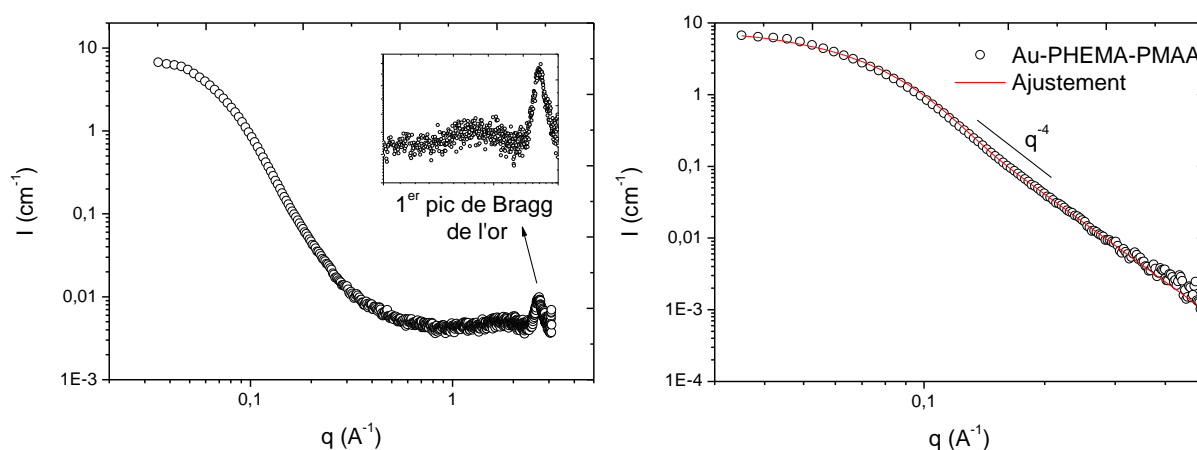 10
1
0,1
0,01
1E-3
I (cm⁻¹)
0,1
1
q (A⁻¹)
1ᵉʳ pic de Bragg
de l'or
10
1
0,1
0,01
1E-3
1E-4
I (cm⁻¹)
0,1
q (A⁻¹)
Au-PHEMA-PMAA
Ajustement
q⁻⁴